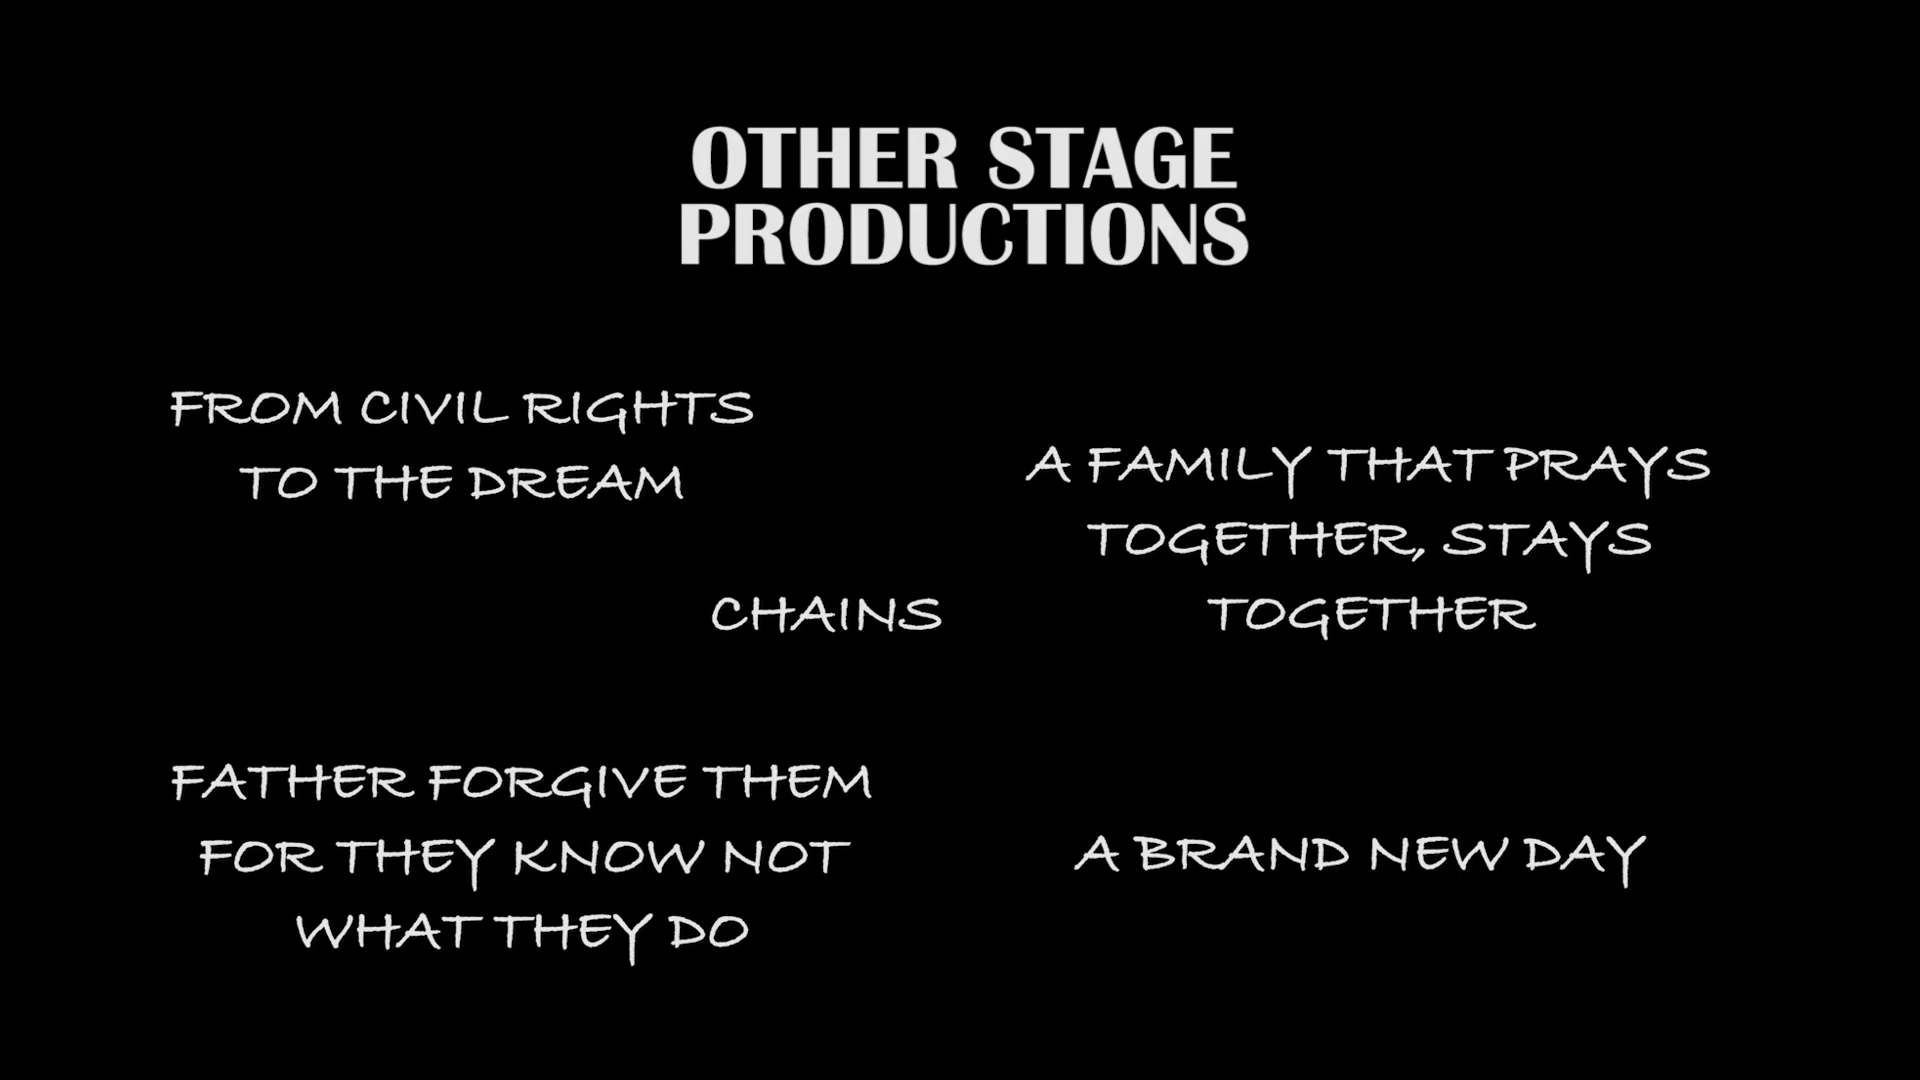 OTHER STAGE
PRODUCTIONS
FROM CIVIL RIGHTS
TO THE DREAM
A FAMILY THAT PRAYS
TOGETHER, STAYS
TOGETHER
CHAINS
FATHER FORGIVE THEM
FOR THEY KNOW NOT
WHAT THEY DO
A BRAND NEW DAY